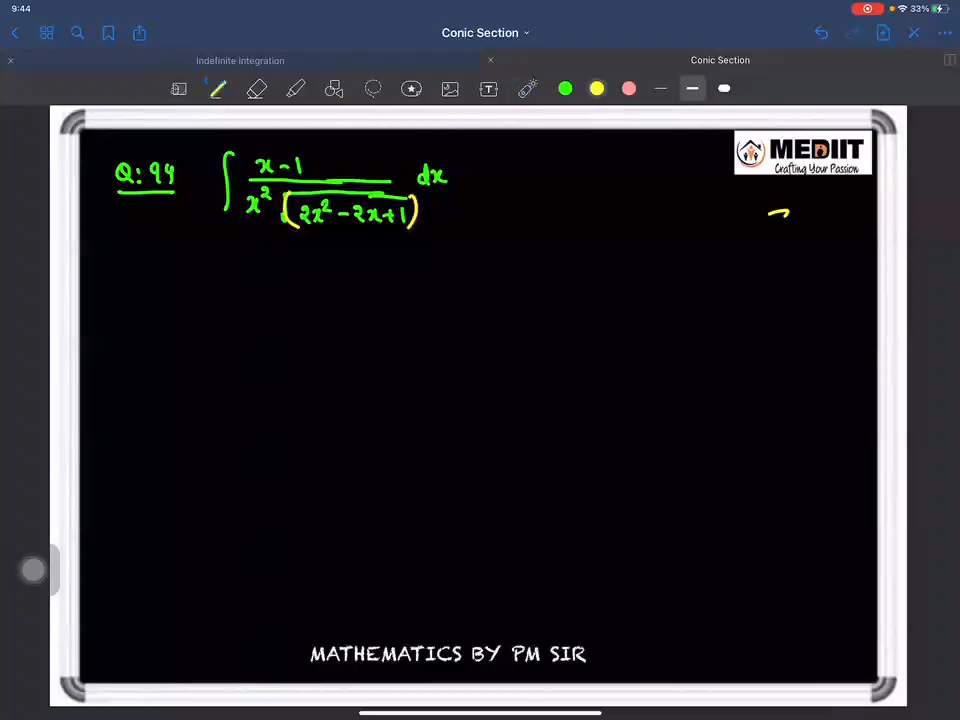 9:44
33%
Conic Section
Indefinite Integration
Conic Section
Q: 94 ∫ x-1 / x² √(2x² - 2x + 1) dx
MEDIIT
Crafting Your Passion
MATHEMATICS BY PM SIR